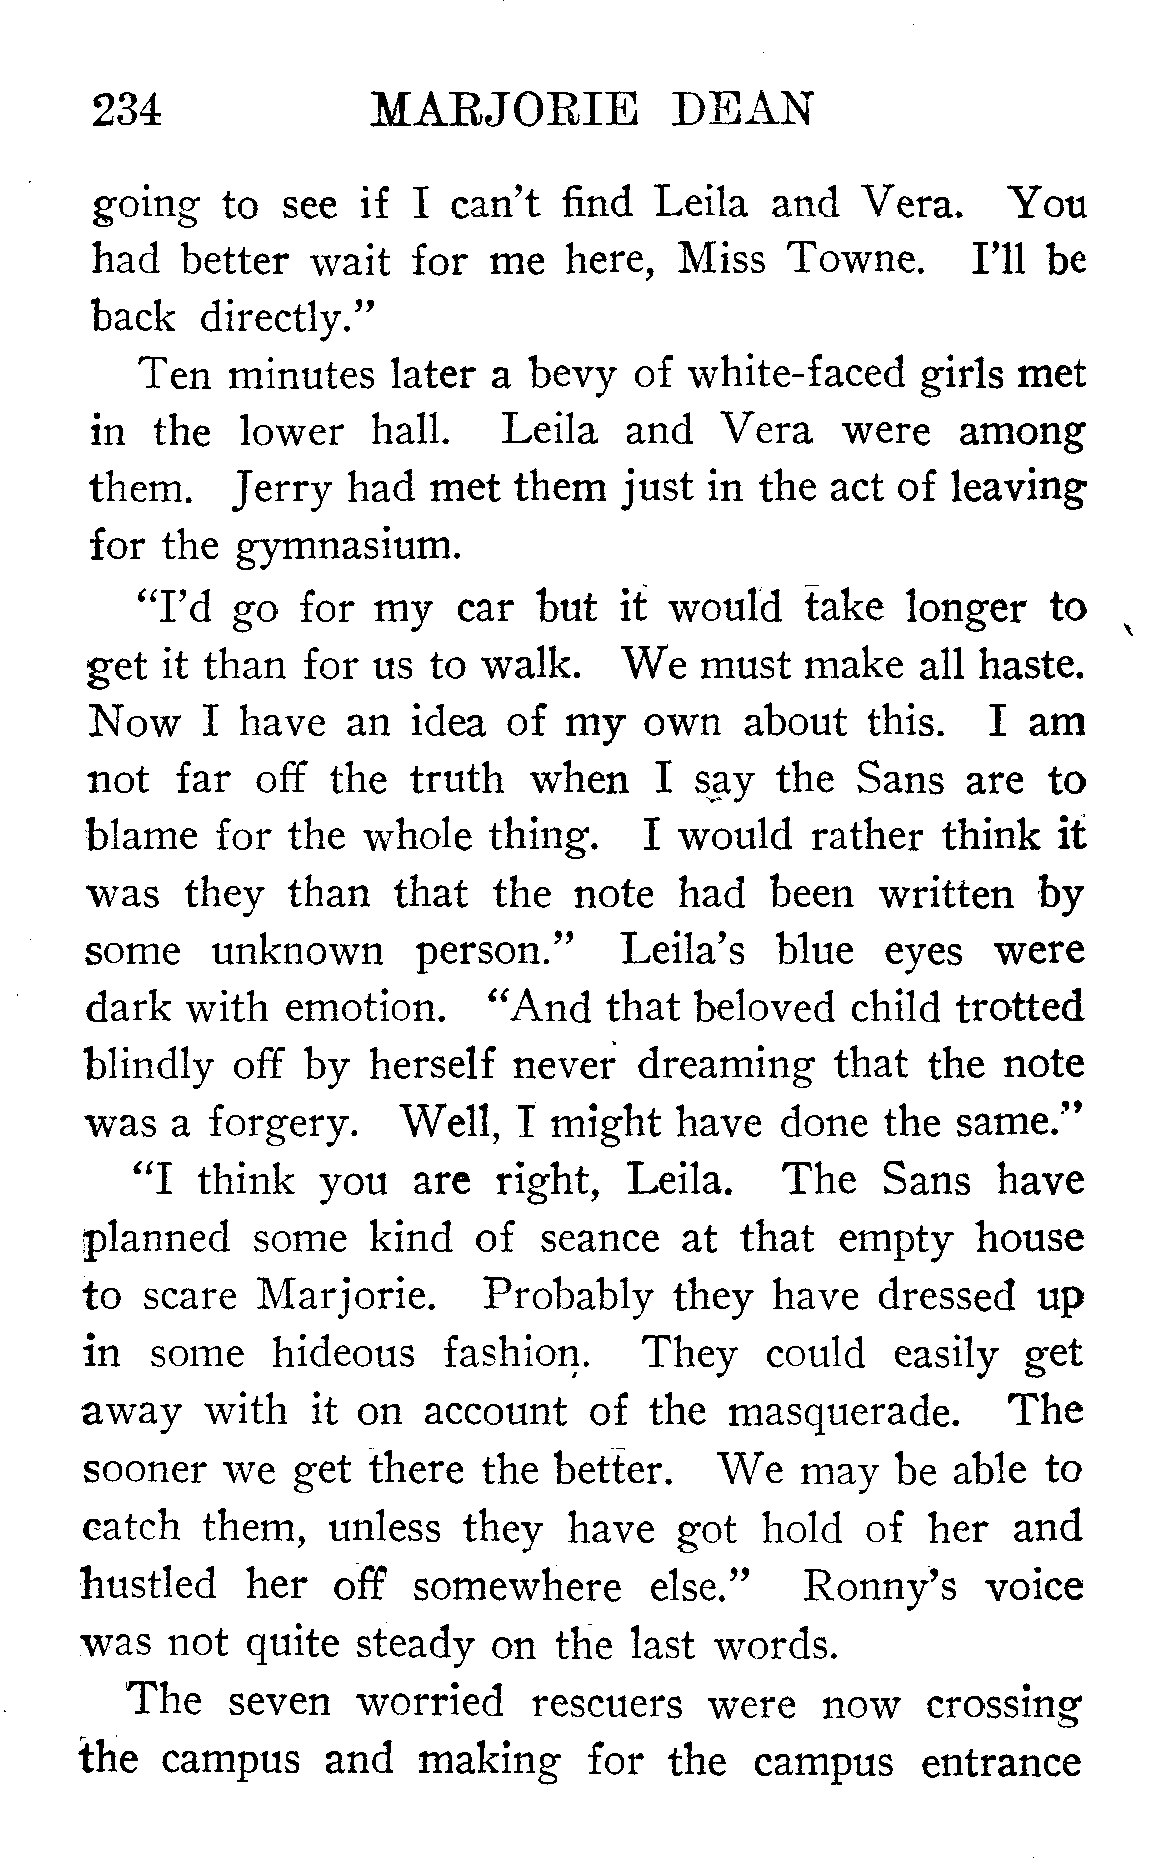 234 MARJORIE DEAN
going to see if I can't find Leila and Vera. You
had better wait for me here, Miss Towne. I'll be
back directly."
Ten minutes later a bevy of white-faced girls met
in the lower hall. Leila and Vera were among
them. Jerry had met them just in the act of leaving
for the gymnasium.
"I'd go for my car but it would take longer to
get it than for us to walk. We must make all haste.
Now I have an idea of my own about this. I am
not far off the truth when I say the Sans are to
blame for the whole thing. I would rather think it
was they than that the note had been written by
some unknown person." Leila's blue eyes were
dark with emotion. "And that beloved child trotted
blindly off by herself never dreaming that the note
was a forgery. Well, I might have done the same."
"I think you are right, Leila. The Sans have
planned some kind of seance at that empty house
to scare Marjorie. Probably they have dressed up
in some hideous fashion. They could easily get
away with it on account of the masquerade. The
sooner we get there the better. We may be able to
catch them, unless they have got hold of her and
hustled her off somewhere else." Ronny's voice
was not quite steady on the last words.
The seven worried rescuers were now crossing
the campus and making for the campus entrance